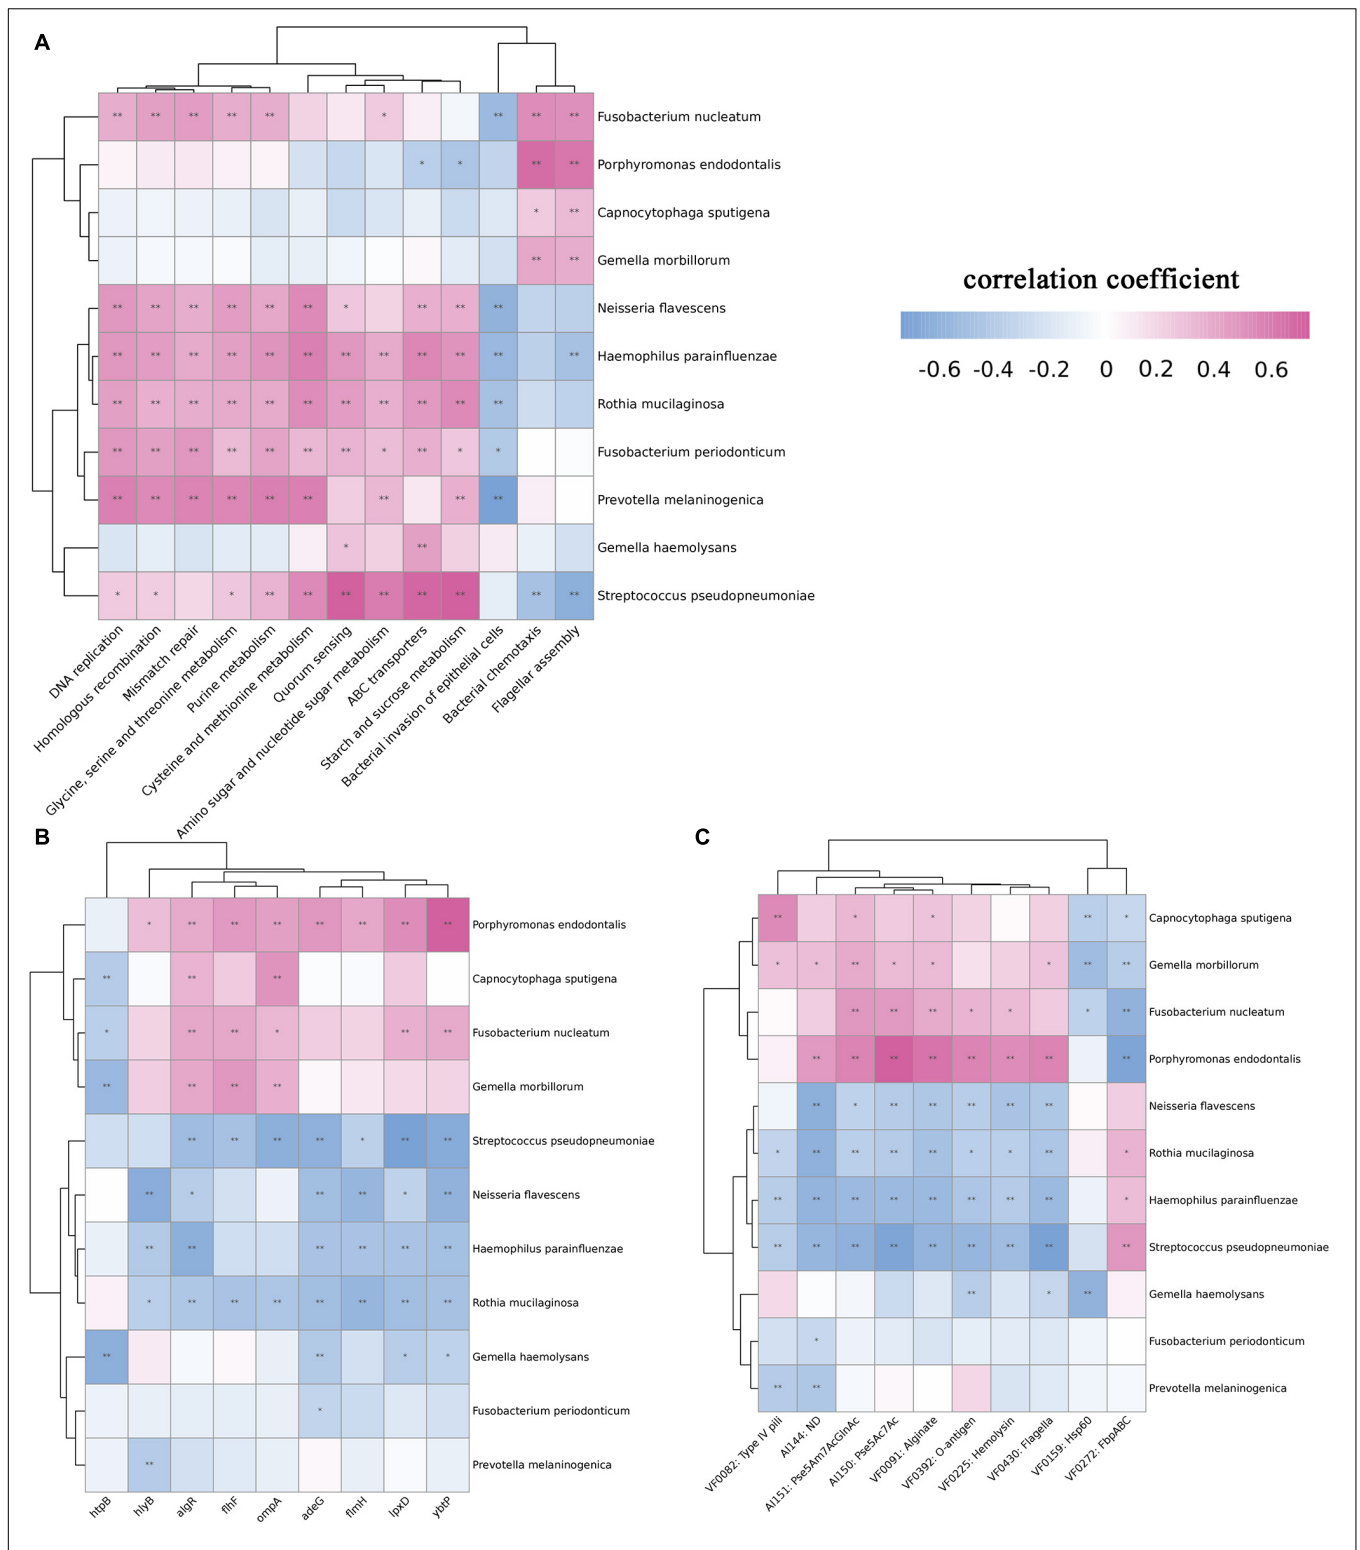 A
** ** ** ** ** * ** ** ** Fusobacterium nucleatum
* * ** ** Porphyromonas endodontalis
* ** Capnocytophaga sputigena
** ** Gemella morbillorum
** ** ** ** ** ** * ** ** ** Neisseria flavescens
** ** ** ** ** ** ** ** ** ** ** ** Haemophilus parainfluenzae
** ** ** ** ** ** ** ** ** ** ** Rothia mucilaginosa
** ** ** ** ** ** ** * ** * * Fusobacterium periodonticum
** ** ** ** ** ** ** ** ** Prevotella melaninogenica
* ** Gemella haemolysans
* * * ** ** ** ** ** ** ** ** Streptococcus pseudopneumoniae
DNA replication
Homologous recombination
Mismatch repair
Glycine, serine and threonine metabolism
Purine metabolism
Cysteine and methionine metabolism
Quorum sensing
Amino sugar and nucleotide sugar metabolism
ABC transporters
Starch and sucrose metabolism
Bacterial invasion of epithelial cells
Bacterial chemotaxis
Flagellar assembly
correlation coefficient
-0.6 -0.4 -0.2 0 0.2 0.4 0.6
B
* ** ** ** ** ** ** ** Porphyromonas endodontalis
** ** ** Capnocytophaga sputigena
* ** ** * ** ** Fusobacterium nucleatum
** ** ** ** Gemella morbillorum
** ** ** ** * ** ** Streptococcus pseudopneumoniae
** * ** ** * ** Neisseria flavescens
** ** ** ** ** ** Haemophilus parainfluenzae
* ** ** ** ** ** ** ** Rothia mucilaginosa
** ** * * Gemella haemolysans
* Fusobacterium periodonticum
** Prevotella melaninogenica
htpB
hlyB
algR
flhF
ompA
adeG
flmH
lpxD
ybtP
C
** * * ** * Capnocytophaga sputigena
* * ** * * * ** ** Gemella morbillorum
** ** ** * * * ** Fusobacterium nucleatum
** ** ** ** ** ** ** ** Porphyromonas endodontalis
** * ** ** ** ** ** Neisseria flavescens
* ** ** ** ** * * ** * Rothia mucilaginosa
** ** ** ** ** ** ** ** * Haemophilus parainfluenzae
** ** ** ** ** ** ** ** ** Streptococcus pseudopneumoniae
** * ** Gemella haemolysans
* Fusobacterium periodonticum
** ** Prevotella melaninogenica
VF0082: Type IV pili
AI144: ND
AI151: Pse5Am7AcGlnAc
AI150: Pse5Ac7Ac
VF0091: Alginate
VF0392: O-antigen
VF0225: Hemolysin
VF0430: Flagella
VF0159: Hsp60
VF0272: FbpABC